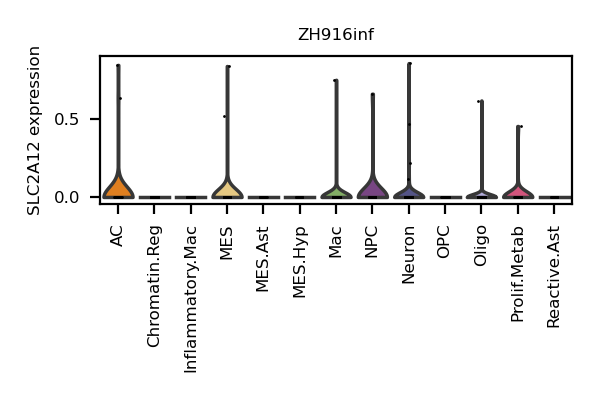 ZH916inf
SLC2A12 expression
0.5
0.0
AC
Chromatin.Reg
Inflammatory.Mac
MES
MES.Ast
MES.Hyp
Mac
NPC
Neuron
OPC
Oligo
Prolif.Metab
Reactive.Ast